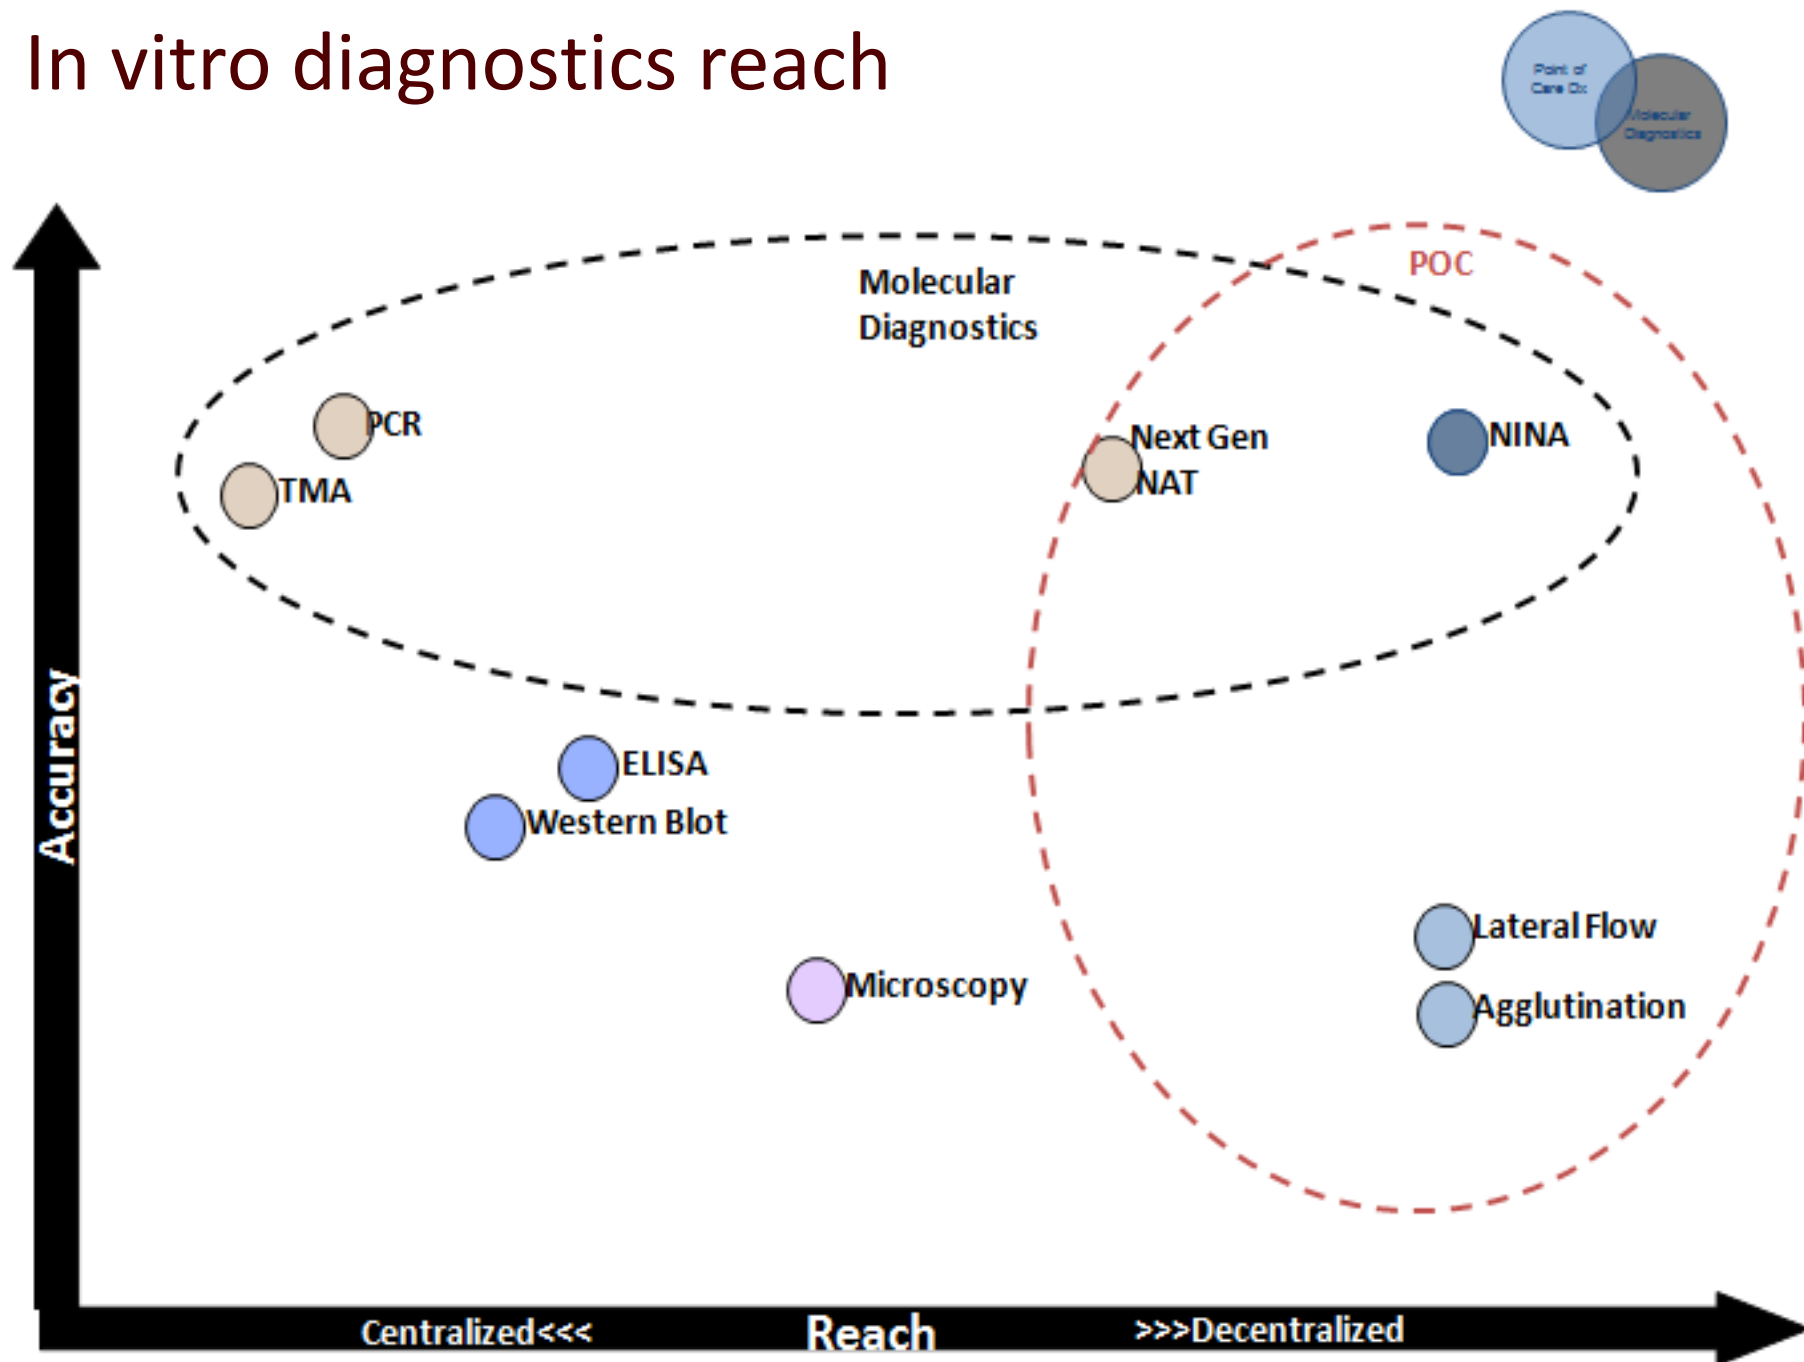 In vitro diagnostics reach
Point of
Care Dx
Molecular
Diagnostics
POC
Molecular
Diagnostics
PCR
TMA
Next Gen
NAT
NINA
ELISA
Western Blot
Lateral Flow
Microscopy
Agglutination
Accuracy
Centralized<<<
Reach
>>>Decentralized